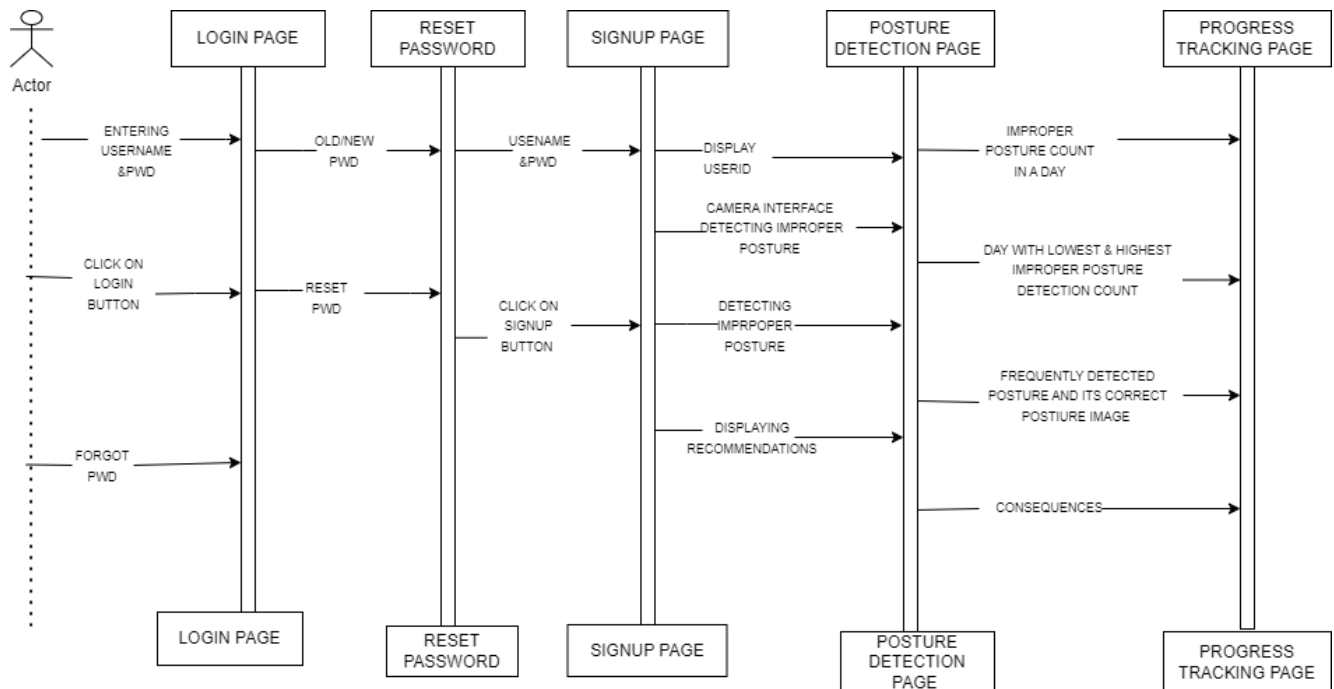 LOGIN PAGE
RESET
PASSWORD
SIGNUP PAGE
POSTURE
DETECTION PAGE
PROGRESS
TRACKING PAGE
Actor
ENTERING
USERNAME
&PWD
OLD/NEW
PWD
USENAME
&PWD
DISPLAY
USERID
IMPROPER
POSTURE COUNT
IN A DAY
CAMERA INTERFACE
DETECTING IMPROPER
POSTURE
DAY WITH LOWEST & HIGHEST
IMPROPER POSTURE
DETECTION COUNT
CLICK ON
LOGIN
BUTTON
RESET
PWD
CLICK ON
SIGNUP
BUTTON
DETECTING
IMPRPOPER
POSTURE
FREQUENTLY DETECTED
POSTURE AND ITS CORRECT
POSTIURE IMAGE
DISPLAYING
RECOMMENDATIONS
FORGOT
PWD
CONSEQUENCES
LOGIN PAGE
RESET
PASSWORD
SIGNUP PAGE
POSTURE
DETECTION
PAGE
PROGRESS
TRACKING PAGE